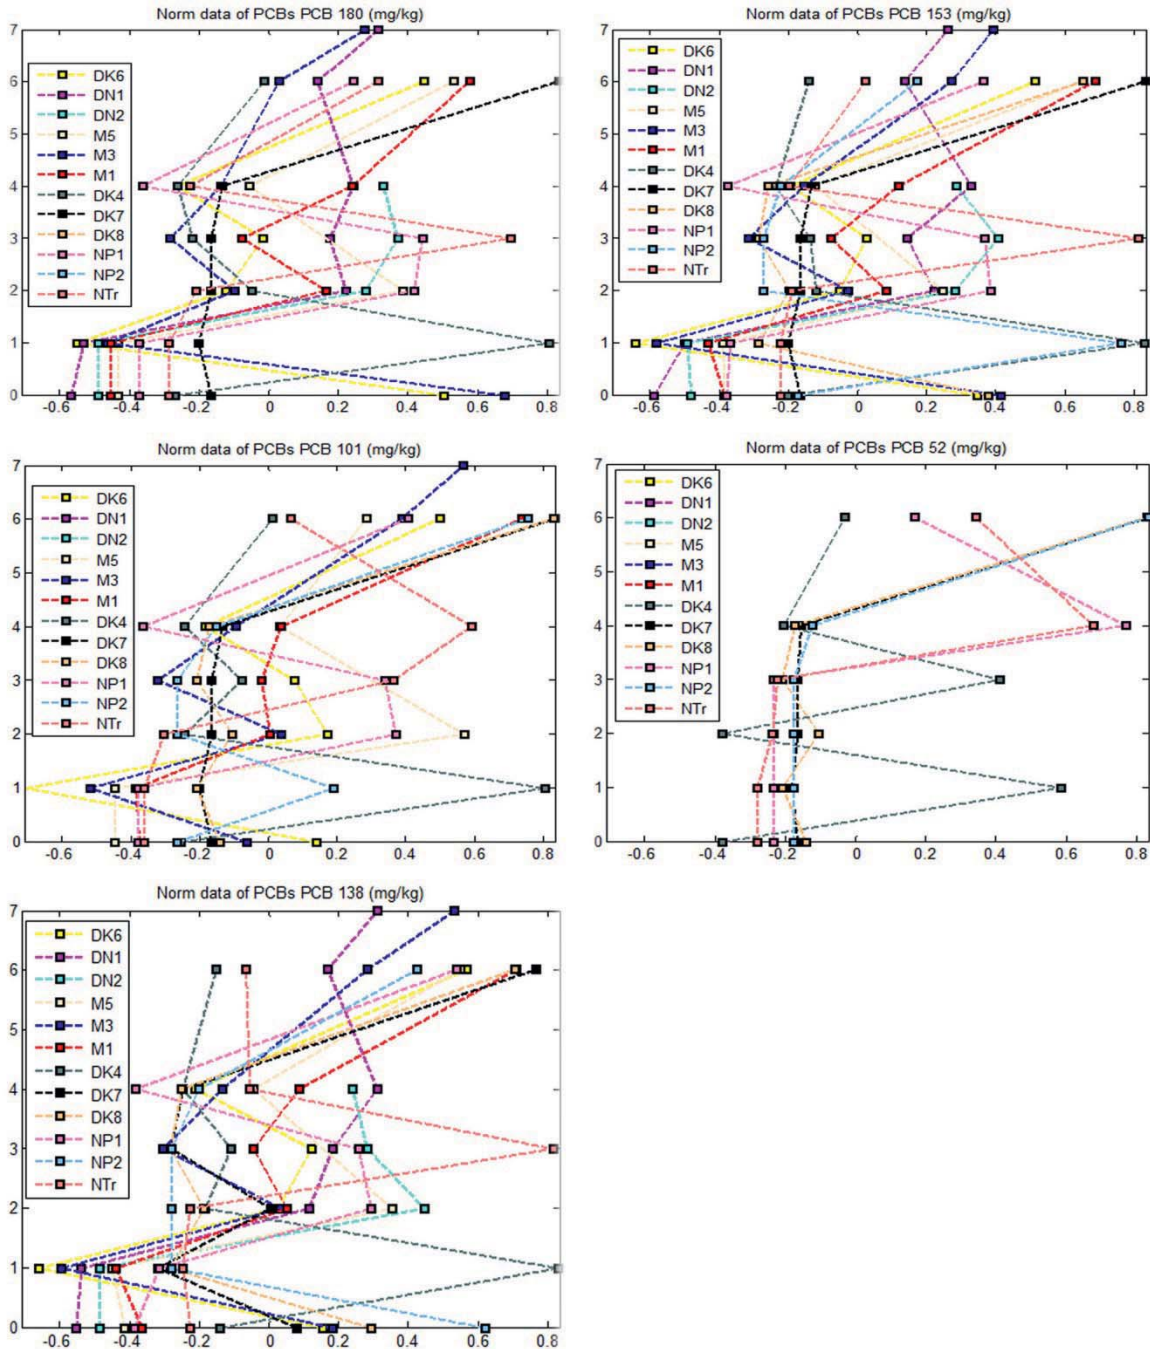 Norm data of PCBs PCB 180 (mg/kg)
7
6
5
4
3
2
1
0
DK6
DN1
DN2
M5
M3
M1
DK4
DK7
DK8
NP1
NP2
NTr
-0.6 -0.4 -0.2 0 0.2 0.4 0.6 0.8
Norm data of PCBs PCB 153 (mg/kg)
7
6
5
4
3
2
1
0
DK6
DN1
DN2
M5
M3
M1
DK4
DK7
DK8
NP1
NP2
NTr
-0.6 -0.4 -0.2 0 0.2 0.4 0.6 0.8
Norm data of PCBs PCB 101 (mg/kg)
7
6
5
4
3
2
1
0
DK6
DN1
DN2
M5
M3
M1
DK4
DK7
DK8
NP1
NP2
NTr
-0.6 -0.4 -0.2 0 0.2 0.4 0.6 0.8
Norm data of PCBs PCB 52 (mg/kg)
7
6
5
4
3
2
1
0
DK6
DN1
DN2
M5
M3
M1
DK4
DK7
DK8
NP1
NP2
NTr
-0.6 -0.4 -0.2 0 0.2 0.4 0.6 0.8
Norm data of PCBs PCB 138 (mg/kg)
7
6
5
4
3
2
1
0
DK6
DN1
DN2
M5
M3
M1
DK4
DK7
DK8
NP1
NP2
NTr
-0.6 -0.4 -0.2 0 0.2 0.4 0.6 0.8